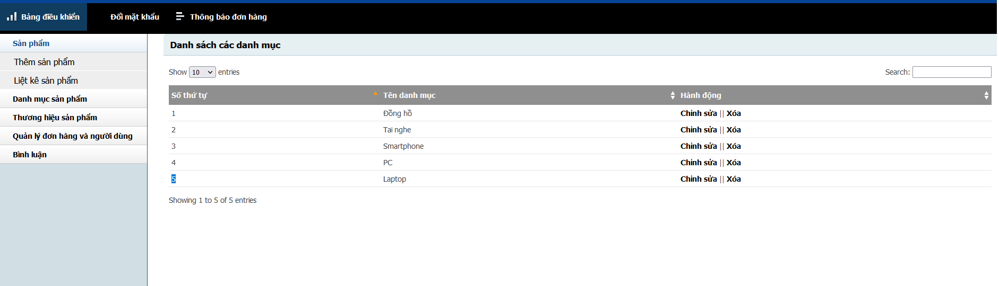 Bảng điều khiển
Đổi mặt khẩu
Thông báo đơn hàng
Sản phẩm
Thêm sản phẩm
Liệt kê sản phẩm
Danh mục sản phẩm
Thương hiệu sản phẩm
Quản lý đơn hàng và người dùng
Bình luận
Danh sách các danh mục
Show 10 entries
Search:
Số thứ tự Tên danh mục Hành động
1 Đồng hồ Chỉnh sửa || Xóa
2 Tai nghe Chỉnh sửa || Xóa
3 Smartphone Chỉnh sửa || Xóa
4 PC Chỉnh sửa || Xóa
5 Laptop Chỉnh sửa || Xóa
Showing 1 to 5 of 5 entries